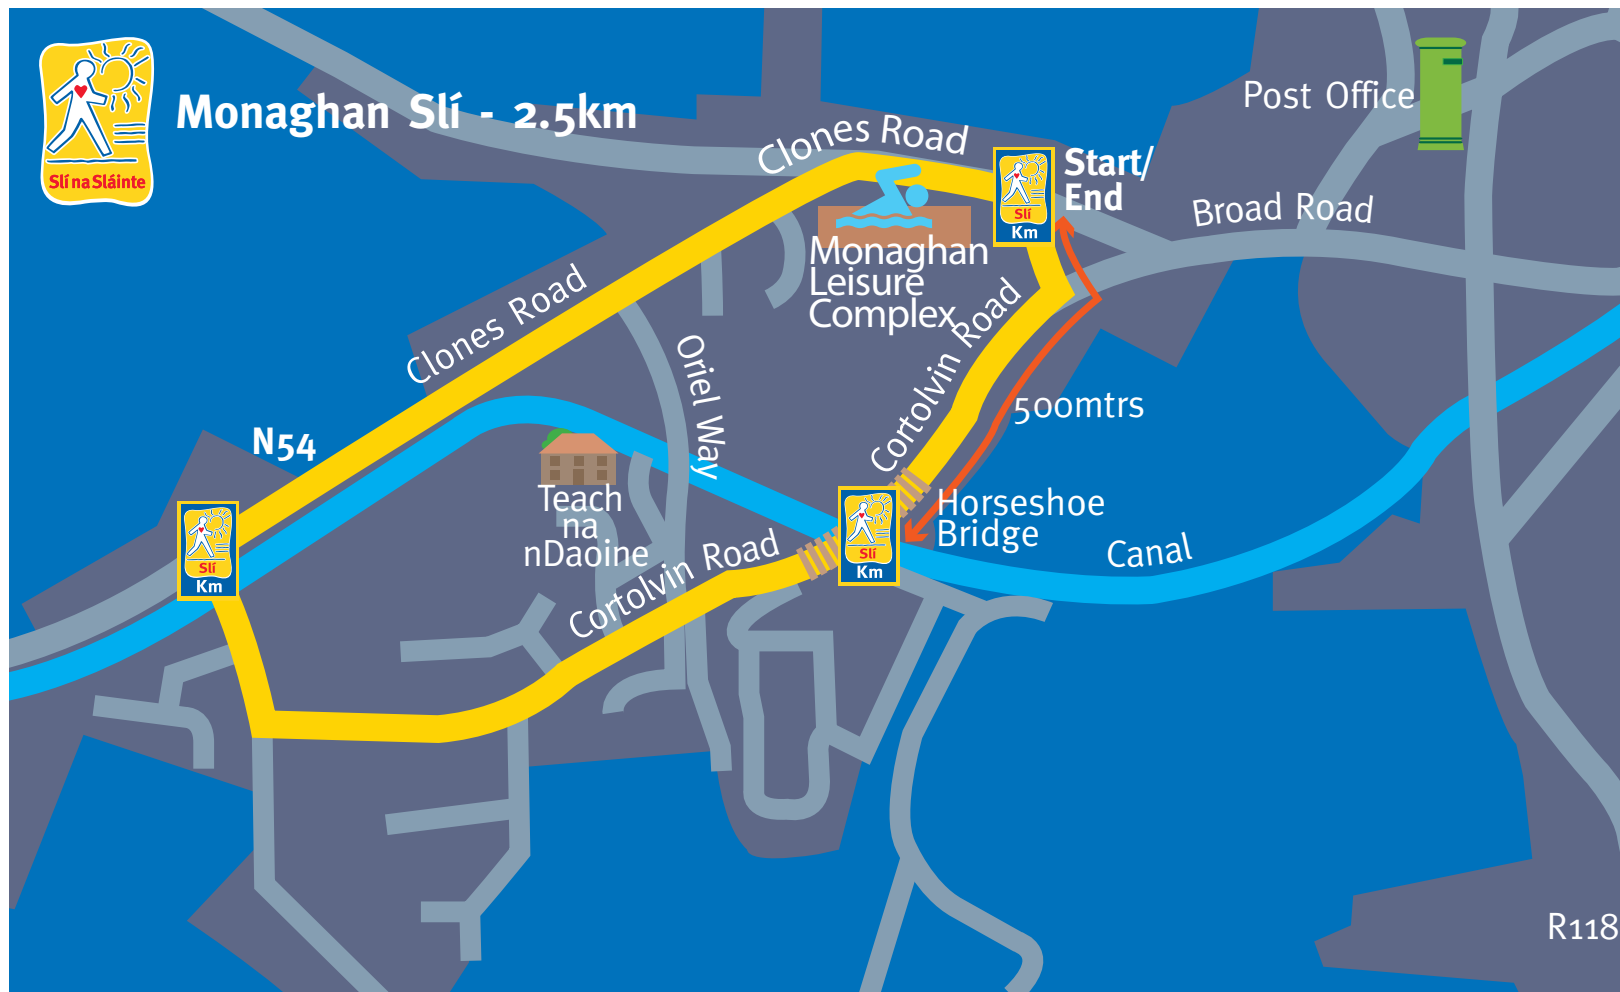 Monaghan Slí - 2.5km
Slí na Sláinte
Clones Road
Start/
End
Slí
Km
Post Office
Broad Road
Monaghan
Leisure
Complex
Clones Road
Cortolvin Road
Oriel Way
500mtrs
N54
Teach
na
nDaoine
Slí
Km
Horseshoe
Bridge
Canal
Slí
Km
Cortolvin Road
R118